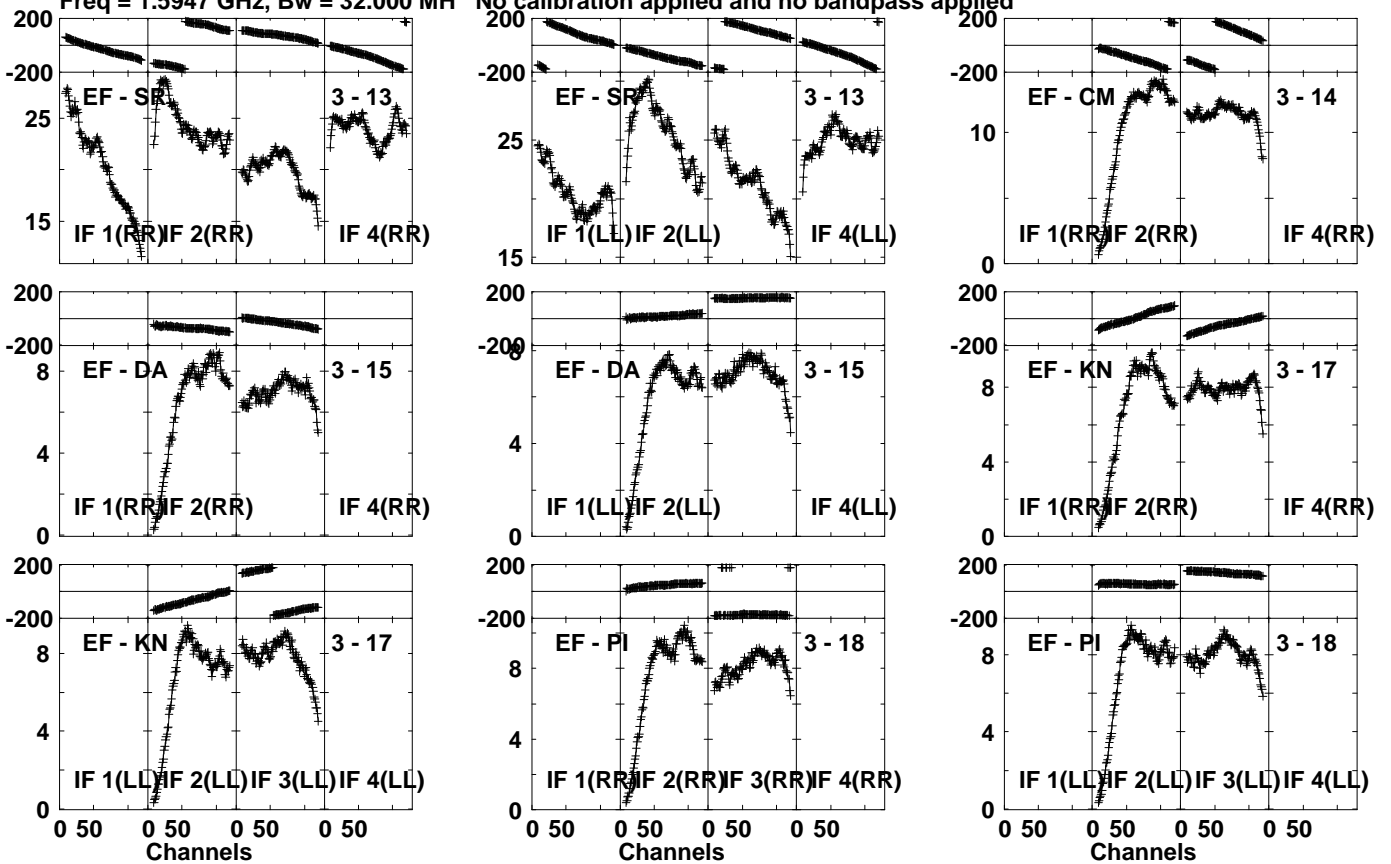 Freq = 1.5947 GHz, Bw = 32.000 MH No calibration applied and no bandpass applied
200
-200
EF - SR 3 - 13
25
15
IF 1(RR) IF 2(RR) IF 4(RR)
EF - SR 3 - 13
25
15
IF 1(LL) IF 2(LL) IF 4(LL)
200
-200
EF - CM 3 - 14
10
0
IF 1(RR) IF 2(RR) IF 4(RR)
200
-200
EF - DA 3 - 15
8
4
0
IF 1(RR) IF 2(RR) IF 4(RR)
200
-200
8
EF - DA 3 - 15
4
0
IF 1(LL) IF 2(LL) IF 4(LL)
200
-200
EF - KN 3 - 17
8
4
0
IF 1(RR) IF 2(RR) IF 4(RR)
200
-200
EF - KN 3 - 17
8
4
0
IF 1(LL) IF 2(LL) IF 3(LL) IF 4(LL)
0 50 0 50 0 50 0 50
Channels
200
-200
EF - PI 3 - 18
8
4
0
IF 1(RR) IF 2(RR) IF 3(RR) IF 4(RR)
0 50 0 50 0 50 0 50
Channels
200
-200
EF - PI 3 - 18
8
4
0
IF 1(LL) IF 2(LL) IF 3(LL) IF 4(LL)
0 50 0 50 0 50 0 50
Channels